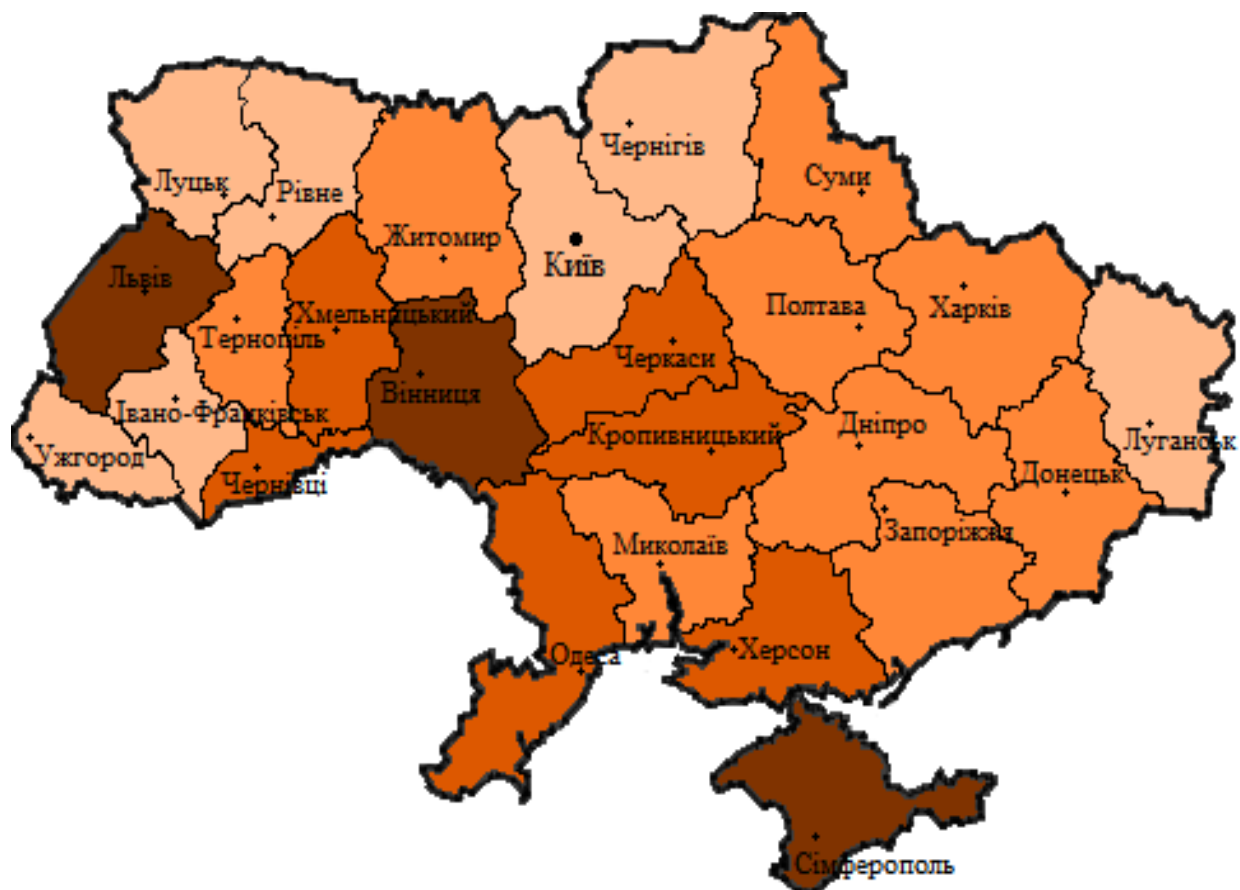 Чернігів
Суми
Луцьк
Рівне
Житомир
Київ
Львів
Хмельницький
Тернопіль
Полтава
Харків
Черкаси
Вінниця
Івано-Франківськ
Кропивницький
Дніпро
Луганськ
Ужгород
Чернівці
Донецьк
Запоріжжя
Миколаїв
Одеса
Херсон
Сімферополь